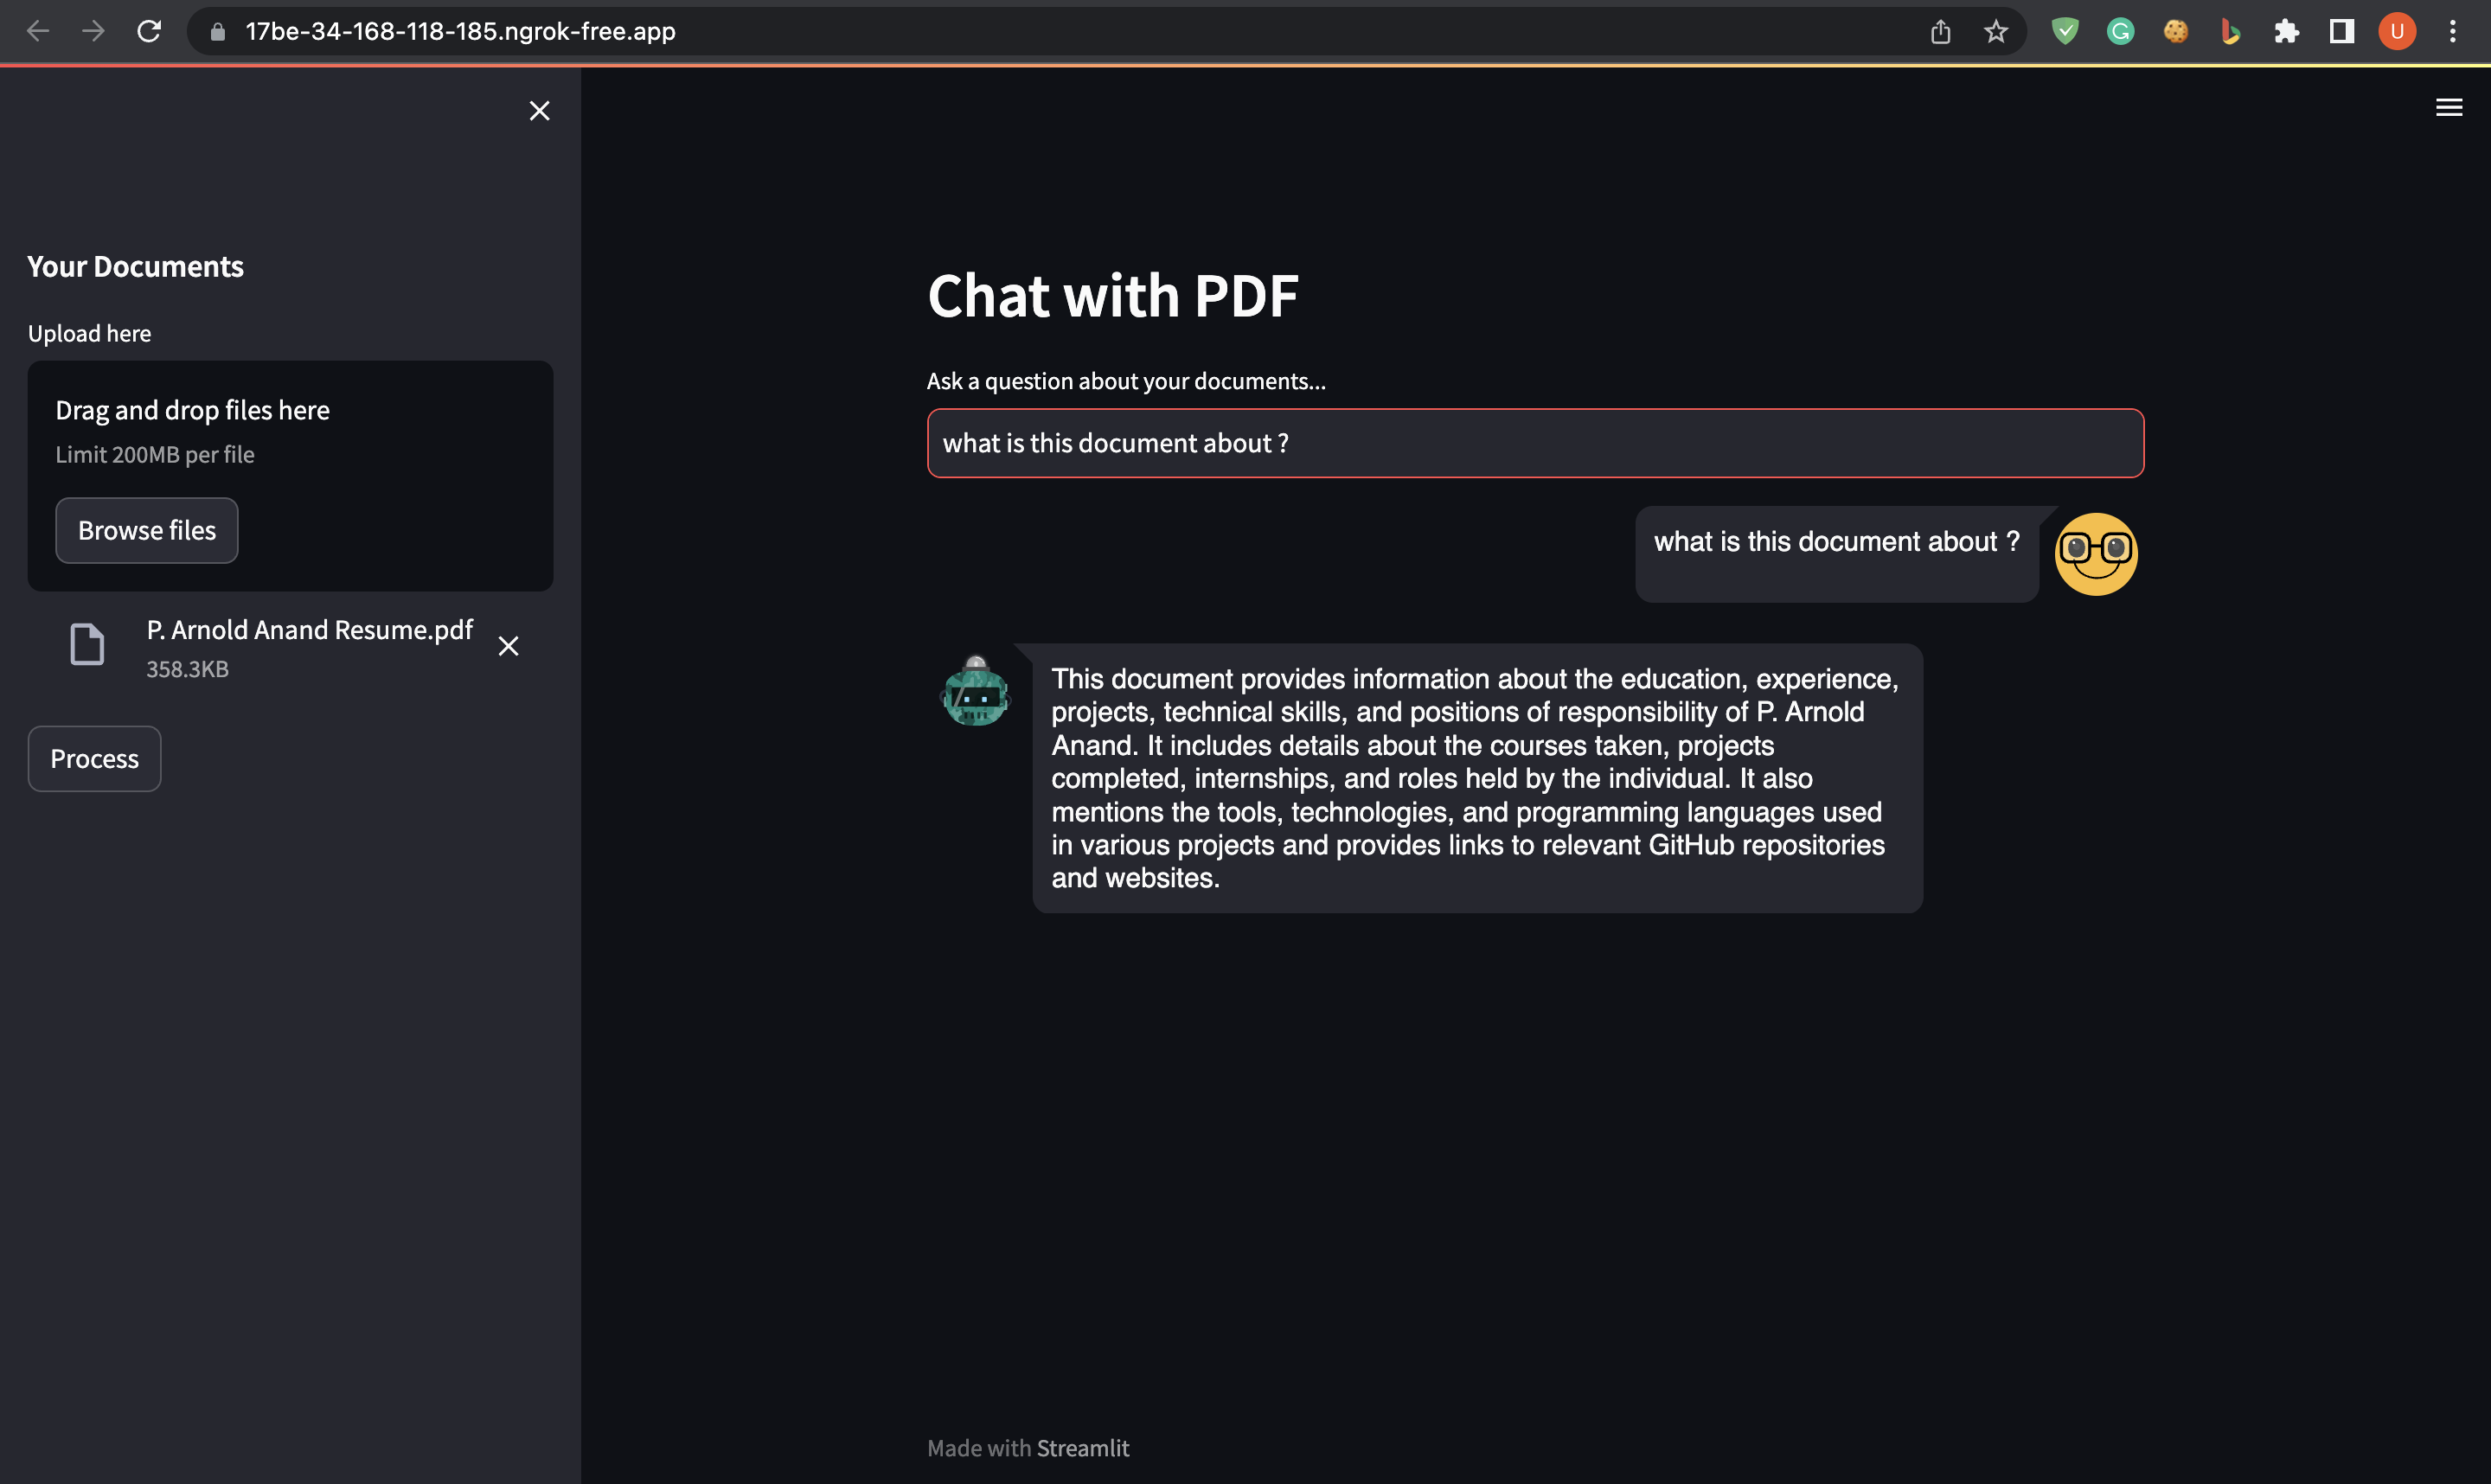 17be-34-168-118-185.ngrok-free.app
U
Your Documents
Upload here
Drag and drop files here
Limit 200MB per file
Browse files
P. Arnold Anand Resume.pdf
358.3KB
Process
Chat with PDF
Ask a question about your documents...
what is this document about ?
what is this document about ?
This document provides information about the education, experience,
projects, technical skills, and positions of responsibility of P. Arnold
Anand. It includes details about the courses taken, projects
completed, internships, and roles held by the individual. It also
mentions the tools, technologies, and programming languages used
in various projects and provides links to relevant GitHub repositories
and websites.
Made with Streamlit